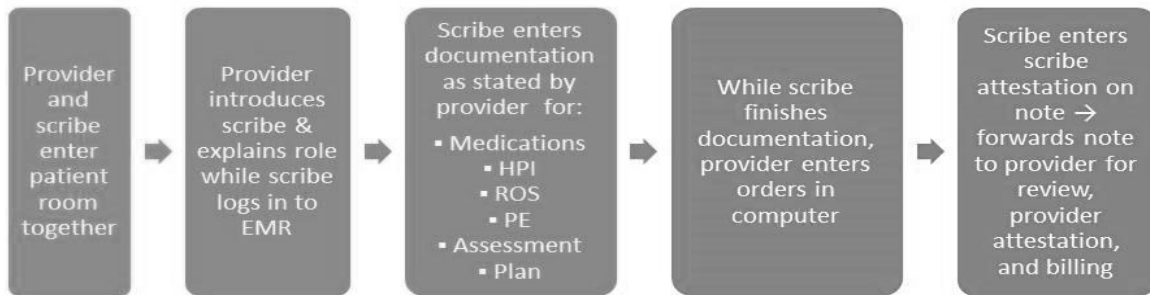 Provider
and
scribe
enter
patient
room
together
Provider
introduces
scribe &
explains role
while scribe
logs in to
EMR
Scribe enters
documentation
as stated by
provider for:
▪ Medications
▪ HPI
▪ ROS
▪ PE
▪ Assessment
▪ Plan
While scribe
finishes
documentation,
provider enters
orders in
computer
Scribe enters
scribe
attestation on
note →
forwards note
to provider for
review,
provider
attestation,
and billing